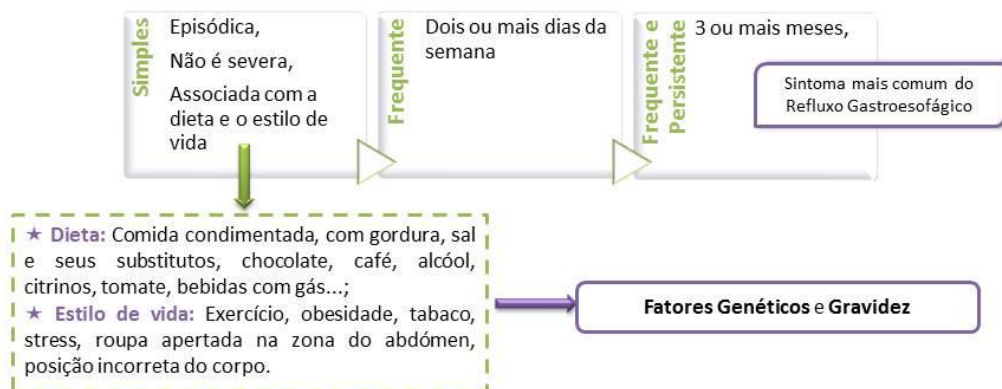 Simples
Episódica,
Não é severa,
Associada com a
dieta e o estilo de
vida
Frequente
Dois ou mais dias da
semana
Frequente e
Persistente
3 ou mais meses,
Sintoma mais comum do
Refluxo Gastroesofágico
★ Dieta: Comida condimentada, com gordura, sal
e seus substitutos, chocolate, café, alcóol,
citrinos, tomate, bebidas com gás...;
★ Estilo de vida: Exercício, obesidade, tabaco,
stress, roupa apertada na zona do abdómen,
posição incorreta do corpo.
Fatores Genéticos e Gravidez